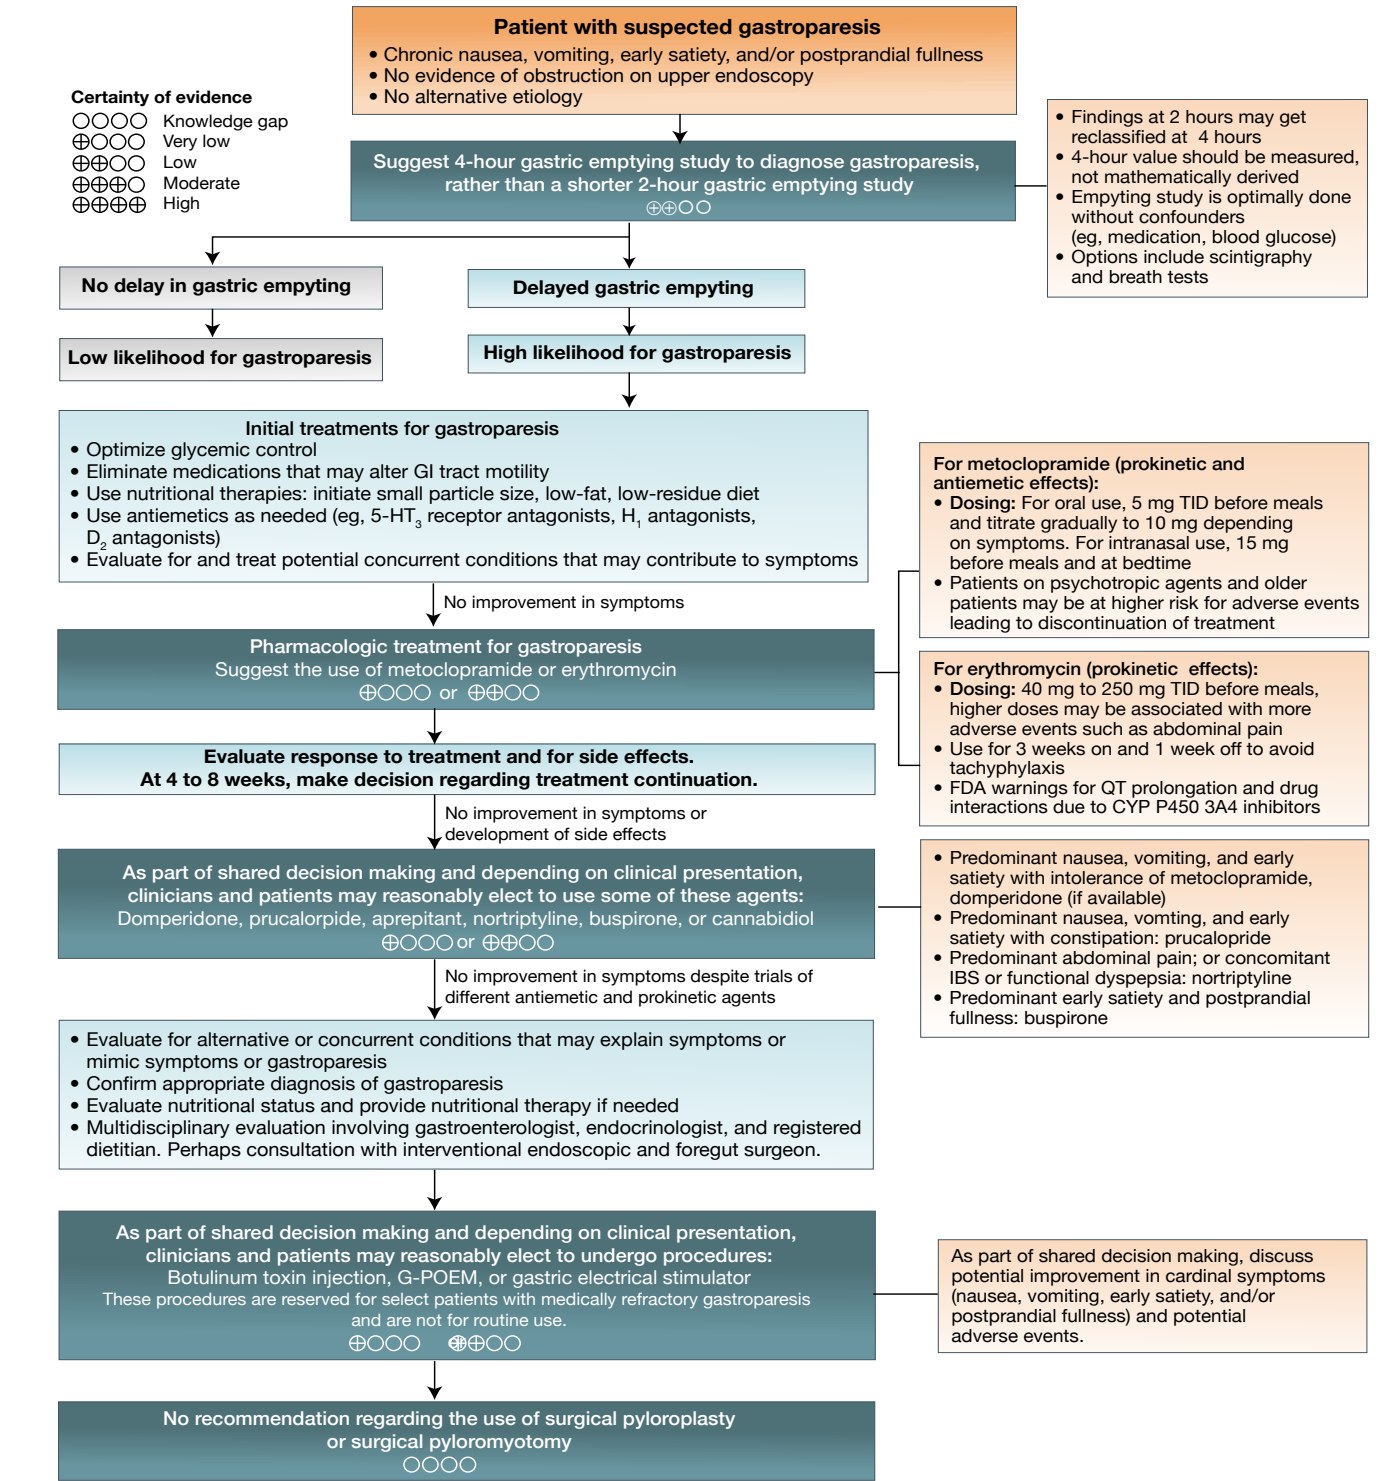 Patient with suspected gastroparesis
• Chronic nausea, vomiting, early satiety, and/or postprandial fullness
• No evidence of obstruction on upper endoscopy
• No alternative etiology
Certainty of evidence
Knowledge gap
Very low
Low
Moderate
High
Suggest 4-hour gastric emptying study to diagnose gastroparesis,
rather than a shorter 2-hour gastric emptying study
• Findings at 2 hours may get
reclassified at 4 hours
• 4-hour value should be measured,
not mathematically derived
• Empyting study is optimally done
without confounders
(eg, medication, blood glucose)
• Options include scintigraphy
and breath tests
No delay in gastric empyting
Delayed gastric empyting
Low likelihood for gastroparesis
High likelihood for gastroparesis
Initial treatments for gastroparesis
• Optimize glycemic control
• Eliminate medications that may alter GI tract motility
• Use nutritional therapies: initiate small particle size, low-fat, low-residue diet
• Use antiemetics as needed (eg, 5-HT3 receptor antagonists, H1 antagonists,
D2 antagonists)
• Evaluate for and treat potential concurrent conditions that may contribute to symptoms
No improvement in symptoms
Pharmacologic treatment for gastroparesis
Suggest the use of metoclopramide or erythromycin
⊕○○○ or ⊕⊕○○
For metoclopramide (prokinetic and
antiemetic effects):
• Dosing: For oral use, 5 mg TID before meals
and titrate gradually to 10 mg depending
on symptoms. For intranasal use, 15 mg
before meals and at bedtime
• Patients on psychotropic agents and older
patients may be at higher risk for adverse events
leading to discontinuation of treatment
For erythromycin (prokinetic effects):
• Dosing: 40 mg to 250 mg TID before meals,
higher doses may be associated with more
adverse events such as abdominal pain
• Use for 3 weeks on and 1 week off to avoid
tachyphylaxis
• FDA warnings for QT prolongation and drug
interactions due to CYP P450 3A4 inhibitors
Evaluate response to treatment and for side effects.
At 4 to 8 weeks, make decision regarding treatment continuation.
No improvement in symptoms or
development of side effects
As part of shared decision making and depending on clinical presentation,
clinicians and patients may reasonably elect to use some of these agents:
Domperidone, prucalorpide, aprepitant, nortriptyline, buspirone, or cannabidiol
⊕○○○ or ⊕⊕○○
• Predominant nausea, vomiting, and early
satiety with intolerance of metoclopramide,
domperidone (if available)
• Predominant nausea, vomting, and early
satiety with constipation: prucalopride
• Predominant abdominal pain; or concomitant
IBS or functional dyspepsia: nortriptyline
• Predominant early satiety and postprandial
fullness: buspirone
No improvement in symptoms despite trials of
different antiemetic and prokinetic agents
• Evaluate for alternative or concurrent conditions that may explain symptoms or
mimic symptoms or gastroparesis
• Confirm appropriate diagnosis of gastroparesis
• Evaluate nutritional status and provide nutritional therapy if needed
• Multidisciplinary evaluation involving gastroenterologist, endocrinologist, and registered
dietitian. Perhaps consultation with interventional endoscopic and foregut surgeon.
As part of shared decision making and depending on clinical presentation,
clinicians and patients may reasonably elect to undergo procedures:
Botulinum toxin injection, G-POEM, or gastric electrical stimulator
These procedures are reserved for select patients with medically refractory gastroparesis
and are not for routine use.
As part of shared decision making, discuss
potential improvement in cardinal symptoms
(nausea, vomiting, early satiety, and/or
postprandial fullness) and potential
adverse events.
No recommendation regarding the use of surgical pyloroplasty
or surgical pyloromyotomy